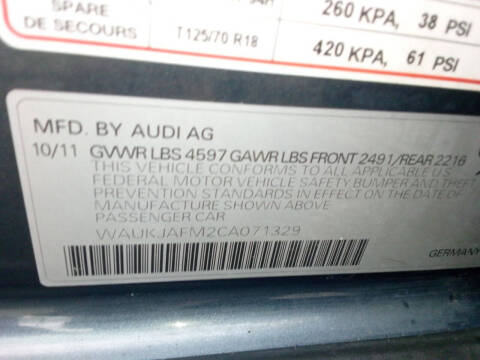 SPARE
DE SECOURS
T125/70 R18
260 KPA, 38 PSI
420 KPA, 61 PSI
MFD. BY AUDI AG
10/11 GVWR LBS 4597 GAWR LBS FRONT 2491/REAR 2216
THIS VEHICLE CONFORMS TO ALL APPLICABLE U
FEDERAL MOTOR VEHICLE SAFETY BUMPER AND THEFT
PREVENTION STANDARDS IN EFFECT ON THE DATE O
MANUFACTURE SHOWN ABOVE
PASSENGER CAR
WAUKJAFM2CA071329
GERMANY